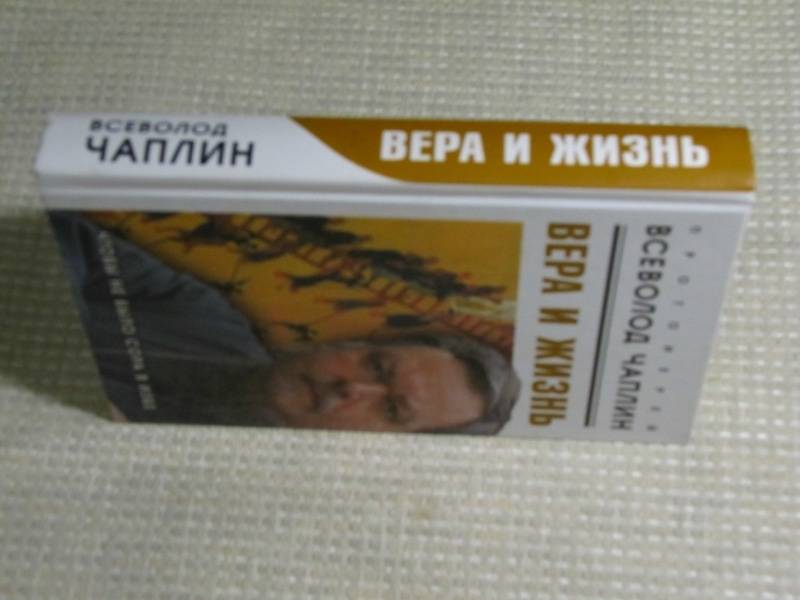 ВСЕВОЛОД
ЧАПЛИН
ВЕРА И ЖИЗНЬ
ПРОТОИЕРЕЙ
ВСЕВОЛОД ЧАПЛИН
ВЕРА И ЖИЗНЬ